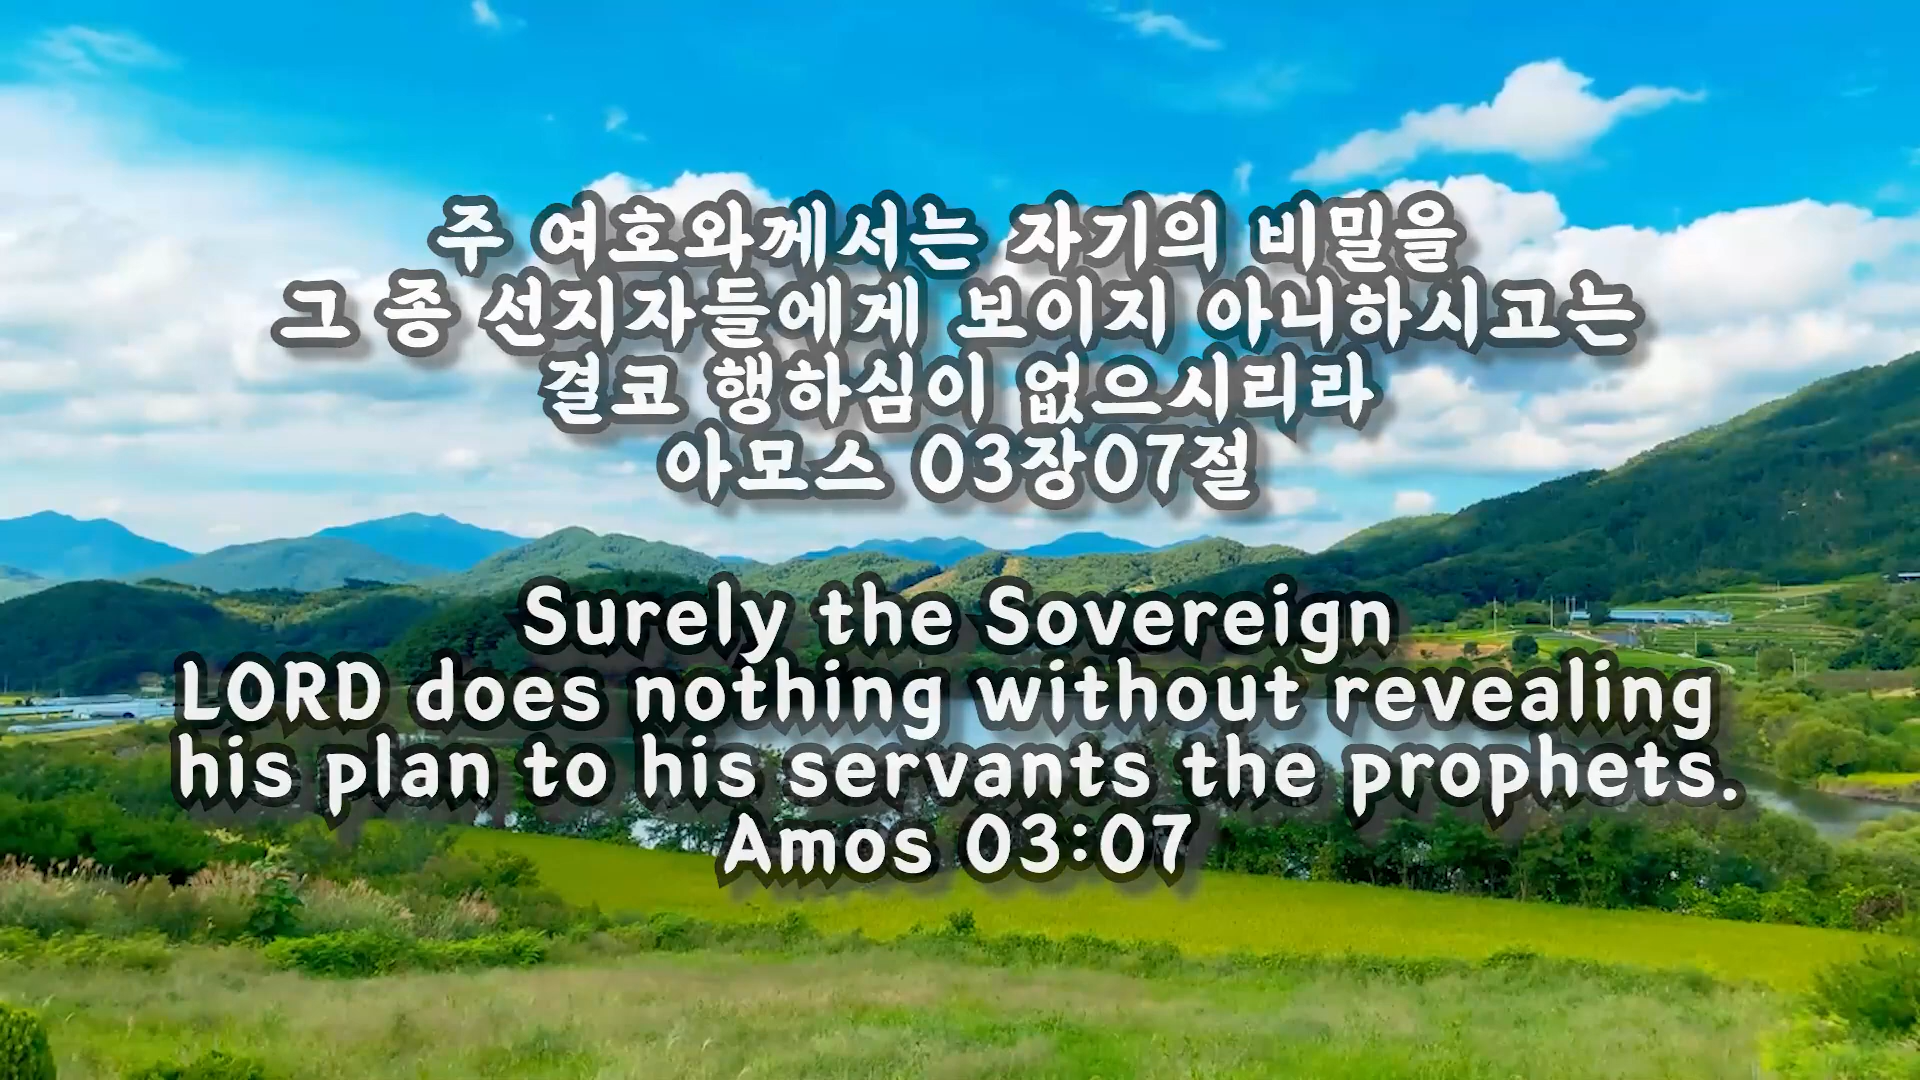 주 여호와께서는 자기의 비밀을
그 종 선지자들에게 보이지 아니하시고는
결코 행하심이 없으시리라
아모스 03장07절
Surely the Sovereign
LORD does nothing without revealing
his plan to his servants the prophets.
Amos 03:07